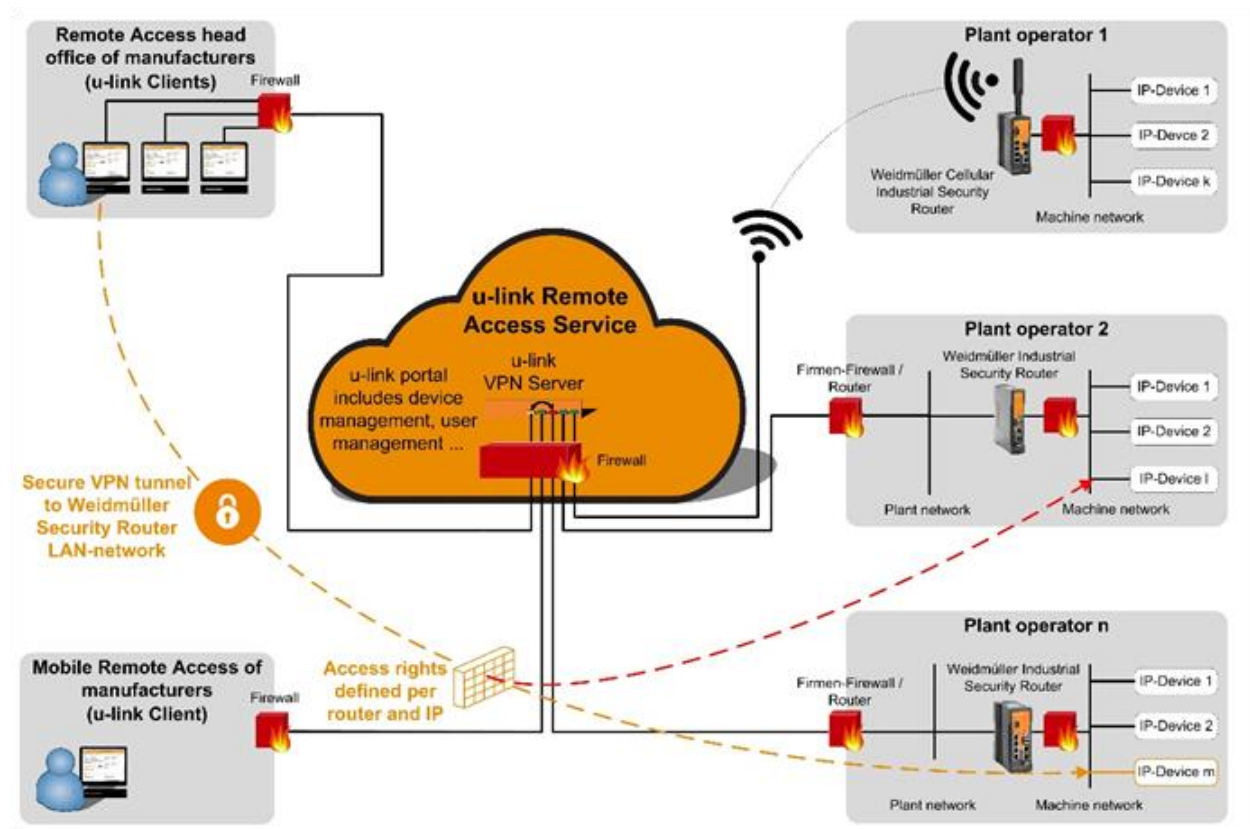 Remote Access head
office of manufacturers
(u-link Clients)
Firewall
Plant operator 1
IP-Device 1
IP-Devce 2
IP-Device k
Weidmüller Cellular
Industrial Security
Router
Machine network
u-link Remote
Access Service
u-link
VPN Server
u-link portal
includes device
management, user
management ...
Firewall
Plant operator 2
Firmen-Firewall /
Router
Weidmüller Industrial
Security Router
IP-Device 1
IP-Device 2
IP-Device l
Plant network
Machine network
Secure VPN tunnel
to Weidmüller
Security Router
LAN-network
Mobile Remote Access of
manufacturers
(u-link Client)
Firewall
Access rights
defined per
router and IP
Plant operator n
Firmen-Firewall /
Router
Weidmüller Industrial
Security Router
IP-Device 1
IP-Device 2
IP-Device m
Plant network
Machine network